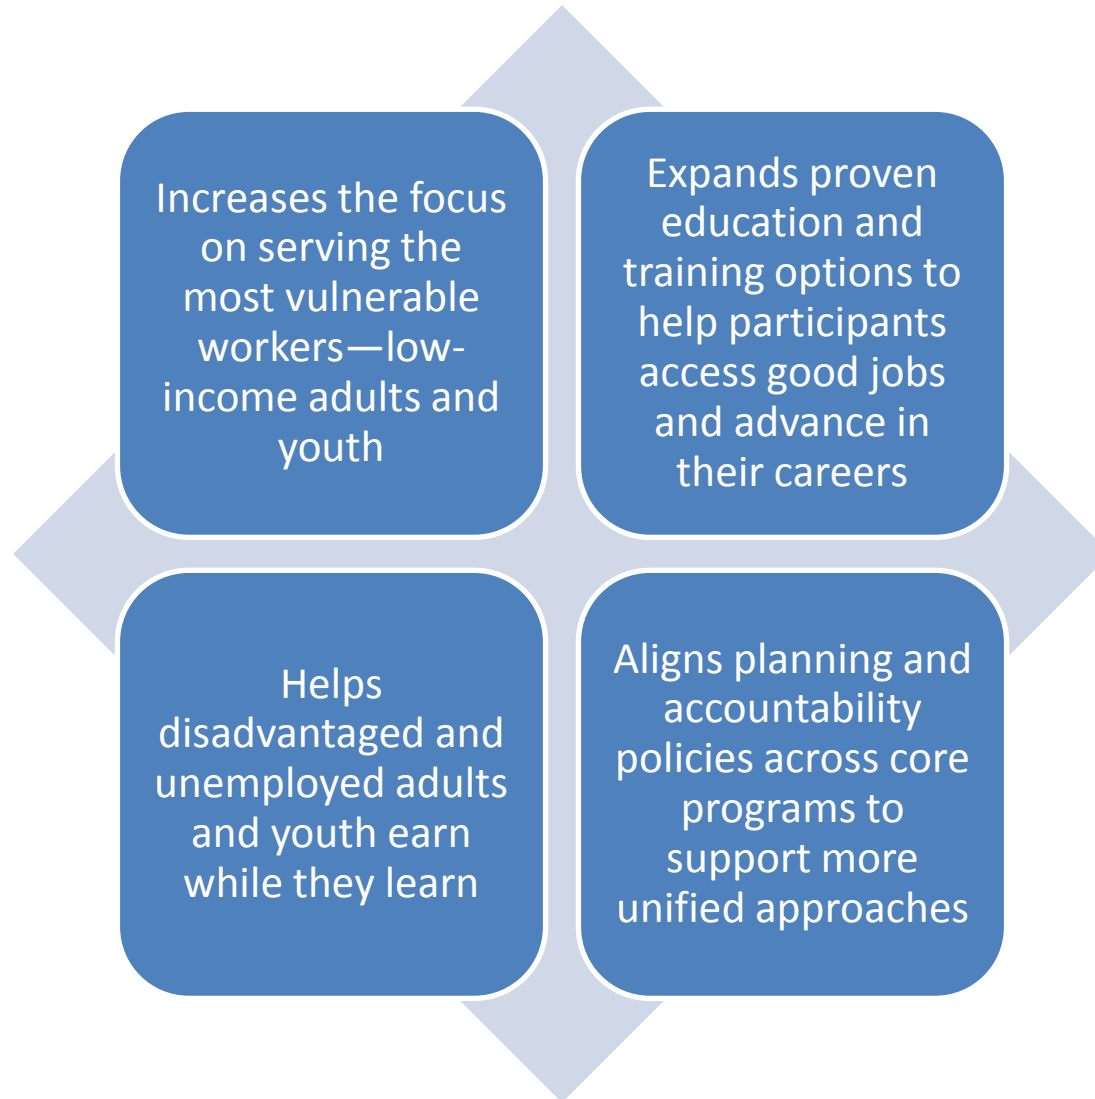 Increases the focus
on serving the
most vulnerable
workers—low-
income adults and
youth
Expands proven
education and
training options to
help participants
access good jobs
and advance in
their careers
Helps
disadvantaged and
unemployed adults
and youth earn
while they learn
Aligns planning and
accountability
policies across core
programs to
support more
unified approaches